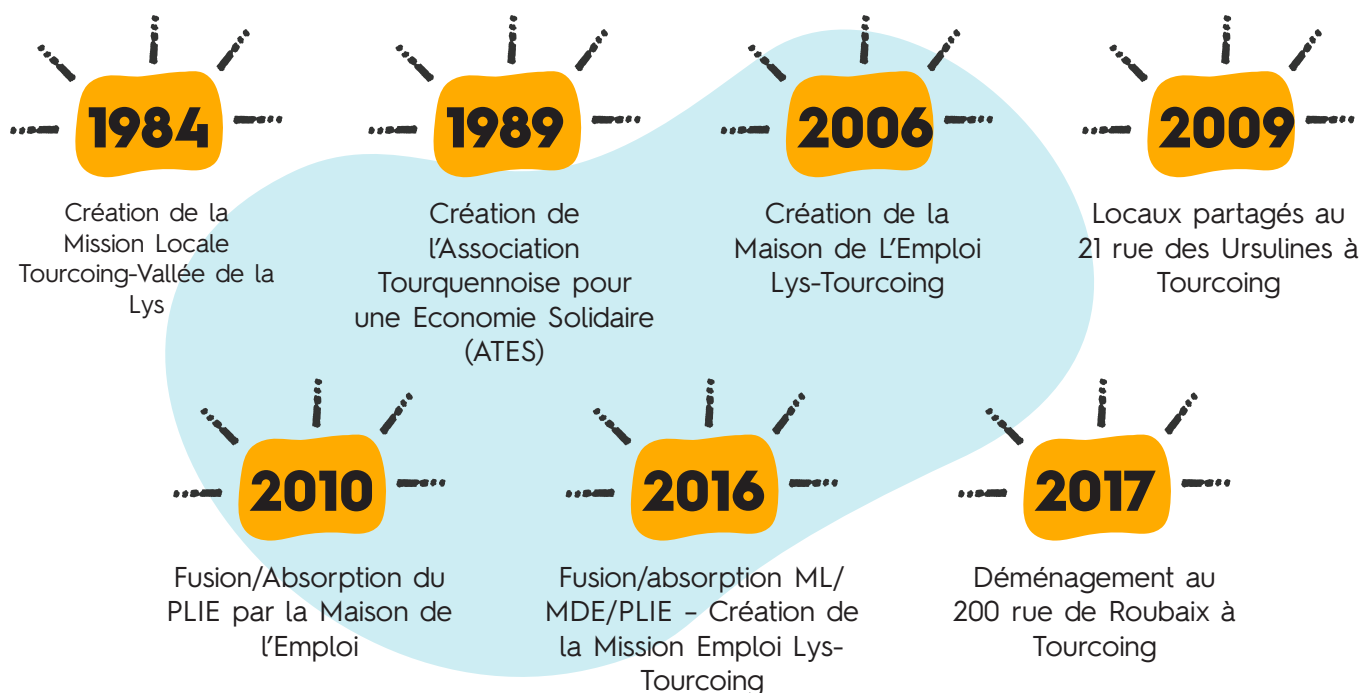 1984
Création de la
Mission Locale
Tourcoing-Vallée de la
Lys
1989
Création de
l'Association
Tourquennoise pour
une Economie Solidaire
(ATES)
2006
Création de la
Maison de L'Emploi
Lys-Tourcoing
2009
Locaux partagés au
21 rue des Ursulines à
Tourcoing
2010
Fusion/Absorption du
PLIE par la Maison de
l'Emploi
2016
Fusion/absorption ML/
MDE/PLIE – Création de
la Mission Emploi Lys-
Tourcoing
2017
Déménagement au
200 rue de Roubaix à
Tourcoing